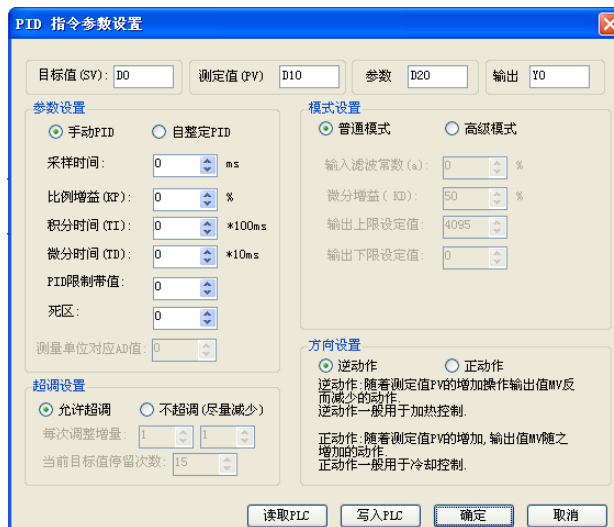 PID 指令参数设置
目标值(SV): D0 测定值(PV) D10 参数 D20 输出 Y0
参数设置
手动PID 自整定PID
采样时间: 0 ms
比例增益(KP): 0 %
积分时间(TI): 0 *100ms
微分时间(TD): 0 *10ms
PID限制带值: 0
死区: 0
测量单位对应AD值: 0
超调设置
允许超调 不超调(尽量减少)
每次调整增量: 1 1
当前目标值停留次数: 15
模式设置
普通模式 高级模式
输入滤波常数(a): 0 %
微分增益( KD): 50 %
输出上限设定值: 4095
输出下限设定值: 0
方向设置
逆动作 正动作
逆动作:随着测定值PV的增加操作输出值MV反
而减少的动作.
逆动作一般用于加热控制.
正动作:随着测定值PV的增加,输出值MV随之
增加的动作.
正动作一般用于冷却控制.
读取PLC 写入PLC 确定 取消